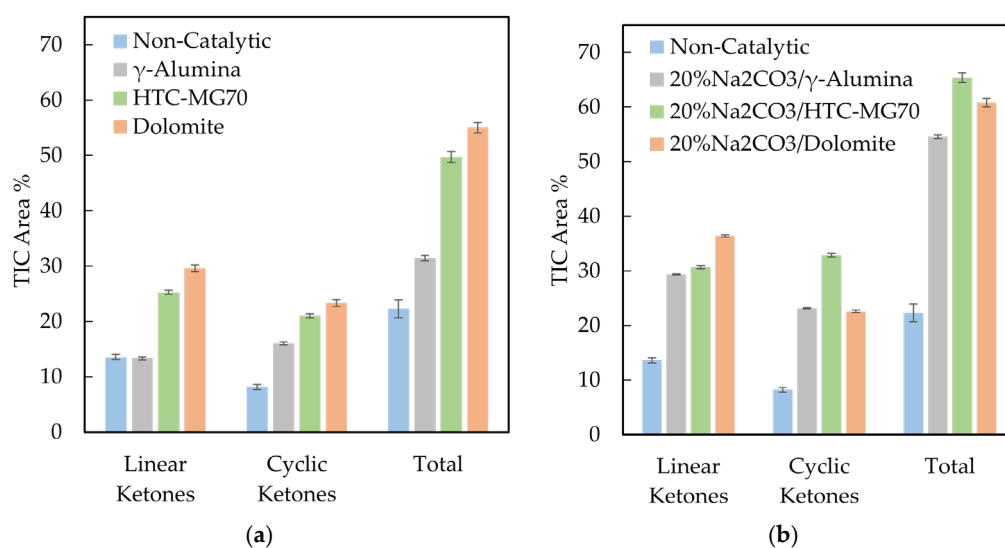 TIC Area %
70
60
50
40
30
20
10
0
Non-Catalytic
γ-Alumina
HTC-MG70
Dolomite
Linear
Ketones
Cyclic
Ketones
Total
(a)
TIC Area %
70
60
50
40
30
20
10
0
Non-Catalytic
20%Na2CO3/γ-Alumina
20%Na2CO3/HTC-MG70
20%Na2CO3/Dolomite
Linear
Ketones
Cyclic
Ketones
Total
(b)